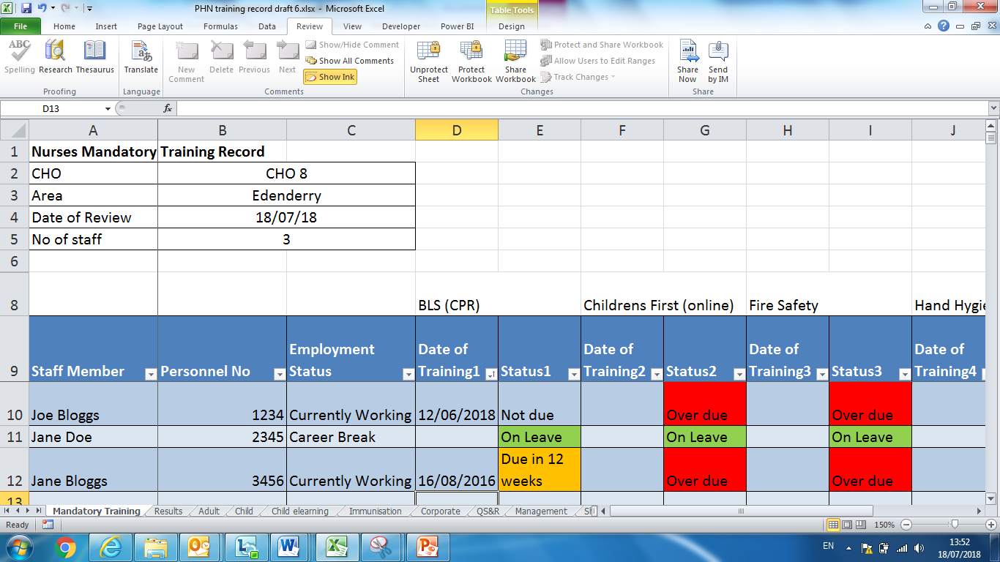 PHN training record draft 6.xlsx - Microsoft Excel
Table Tools
File Home Insert Page Layout Formulas Data Review View Developer Power BI Design
ABC
Spelling Research Thesaurus
Proofing
Translate
Language
New Comment
Delete Previous Next
Show/Hide Comment
Show All Comments
Show Ink
Comments
Unprotect Sheet
Protect Workbook
Share Workbook
Protect and Share Workbook
Allow Users to Edit Ranges
Track Changes
Changes
Share Now
Send by IM
Share
D13 fx
A B C D E F G H I J
1 Nurses Mandatory Training Record
2 CHO CHO 8
3 Area Edenderry
4 Date of Review 18/07/18
5 No of staff 3
6
8 BLS (CPR) Childrens First (online) Fire Safety Hand Hygie
9 Staff Member Personnel No Employment Status Date of Training1 Status1 Date of Training2 Status2 Date of Training3 Status3 Date of Training4
10 Joe Bloggs 1234 Currently Working 12/06/2018 Not due Over due Over due
11 Jane Doe 2345 Career Break On Leave On Leave On Leave
12 Jane Bloggs 3456 Currently Working 16/08/2016 Due in 12 weeks Over due Over due
13
Mandatory Training Results Adult Child Child elearning Immunisation Corporate QS&R Management
Ready 150%
EN 13:52
18/07/2018